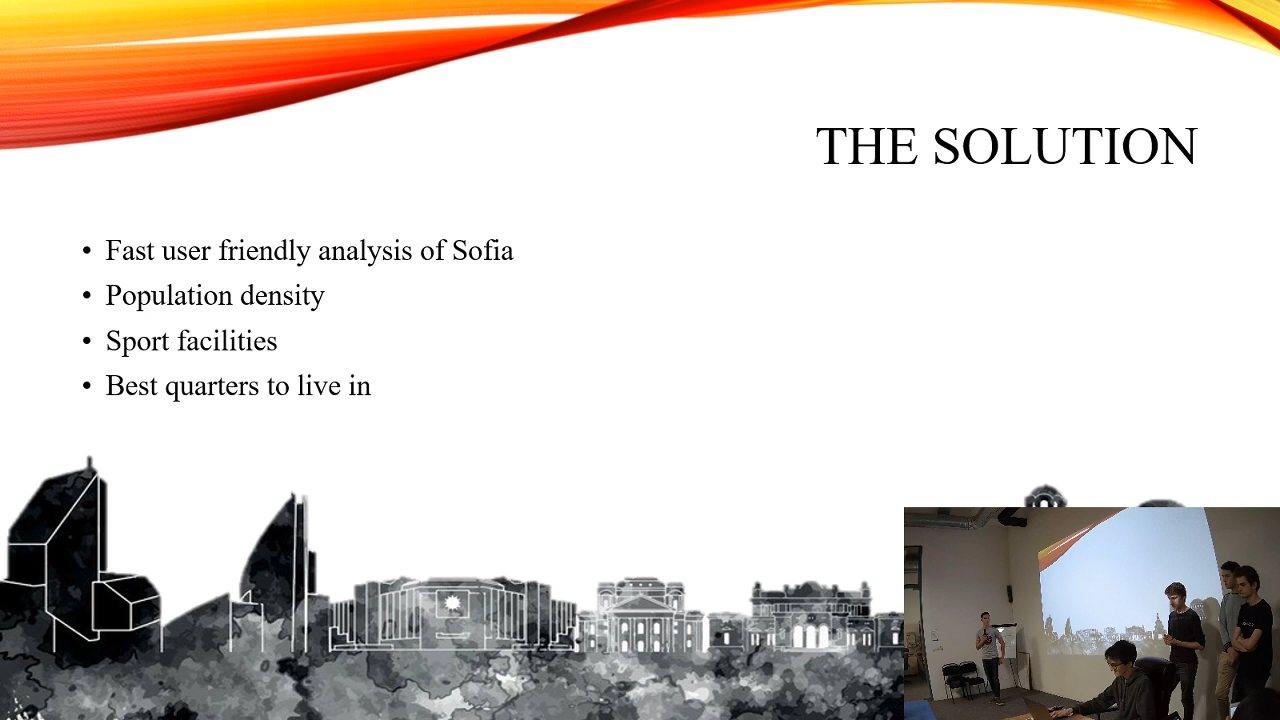 THE SOLUTION
• Fast user friendly analysis of Sofia
• Population density
• Sport facilities
• Best quarters to live in